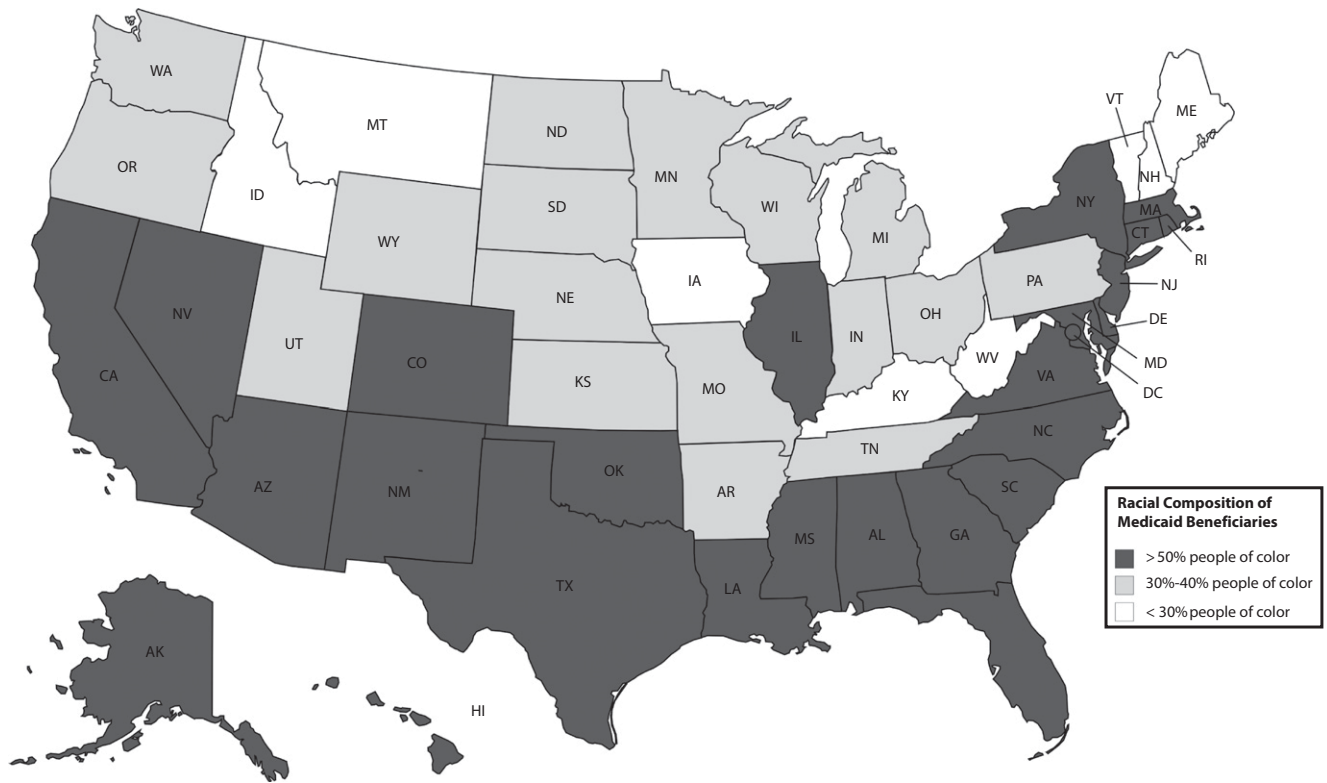 WA
MT
ND
MN
OR
ID
SD
WI
MI
WY
VT
ME
NH
NY
MA
CT
RI
IA
NE
PA
NJ
NV
UT
CO
IL
IN
OH
DE
MD
DC
CA
KS
MO
WV
VA
KY
NC
TN
AZ
NM
OK
AR
SC
MS
AL
GA
TX
LA
AK
HI
Racial Composition of
Medicaid Beneficiaries
> 50% people of color
30%-40% people of color
< 30% people of color